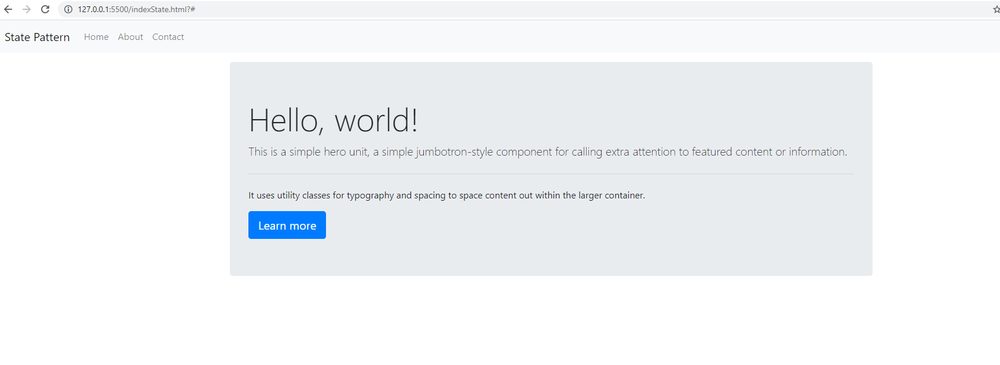 127.0.0.1:5500/indexState.html?#
State Pattern Home About Contact
Hello, world!
This is a simple hero unit, a simple jumbotron-style component for calling extra attention to featured content or information.
It uses utility classes for typography and spacing to space content out within the larger container.
Learn more